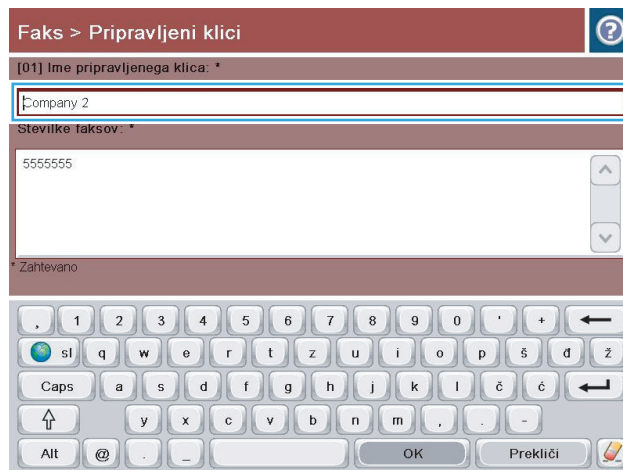 Faks > Pripravljeni klici
?
[01] Ime pripravljenega klica: *
Company 2
Številke faksov: *
5555555
* Zahtevano
¸ 1 2 3 4 5 6 7 8 9 0 ' +
sl q w e r t z u i o p š đ ž
Caps a s d f g h j k l č ć
y x c v b n m , . -
Alt @ . _ OK Prekliči